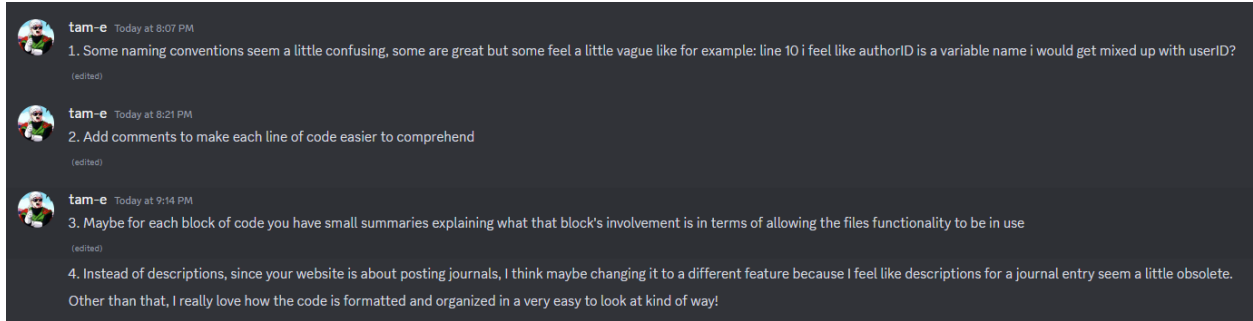 tam-e Today at 8:07 PM
1. Some naming conventions seem a little confusing, some are great but some feel a little vague like for example: line 10 i feel like authorID is a variable name i would get mixed up with userID?
(edited)
tam-e Today at 8:21 PM
2. Add comments to make each line of code easier to comprehend
(edited)
tam-e Today at 9:14 PM
3. Maybe for each block of code you have small summaries explaining what that block's involvement is in terms of allowing the files functionality to be in use
(edited)
4. Instead of descriptions, since your website is about posting journals, I think maybe changing it to a different feature because I feel like descriptions for a journal entry seem a little obsolete.
Other than that, I really love how the code is formatted and organized in a very easy to look at kind of way!